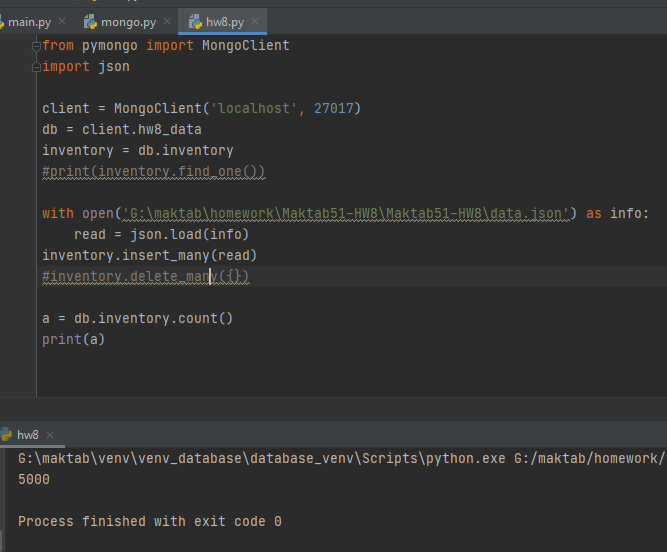 main.py mongo.py hw8.py
from pymongo import MongoClient
import json
client = MongoClient('localhost', 27017)
db = client.hw8_data
inventory = db.inventory
#print(inventory.find_one())
with open('G:\maktab\homework\Maktab51-HW8\Maktab51-HW8\data.json') as info:
    read = json.load(info)
inventory.insert_many(read)
#inventory.delete_many({})
a = db.inventory.count()
print(a)
hw8
G:\maktab\venv\venv_database\database_venv\Scripts\python.exe G:/maktab/homework/
5000
Process finished with exit code 0